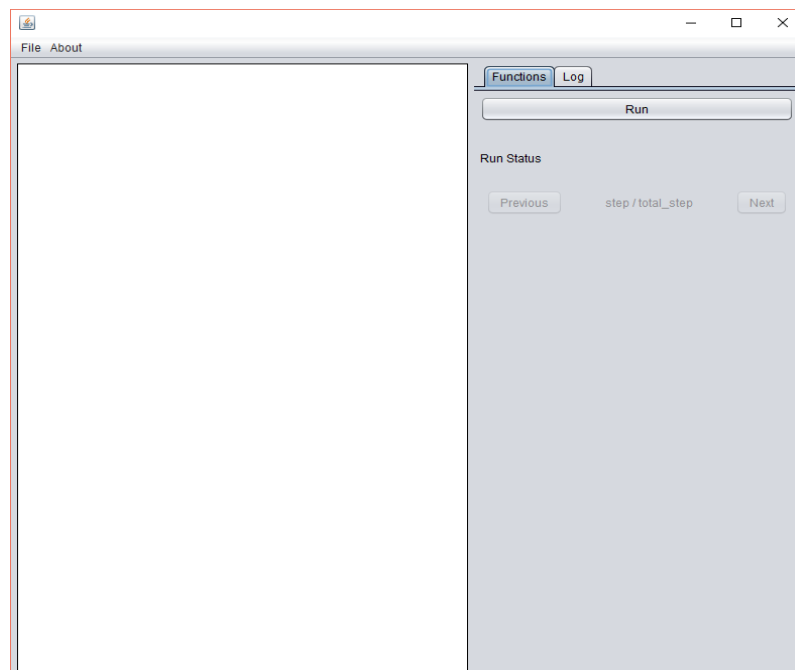 File About
Functions Log
Run
Run Status
Previous step / total_step Next